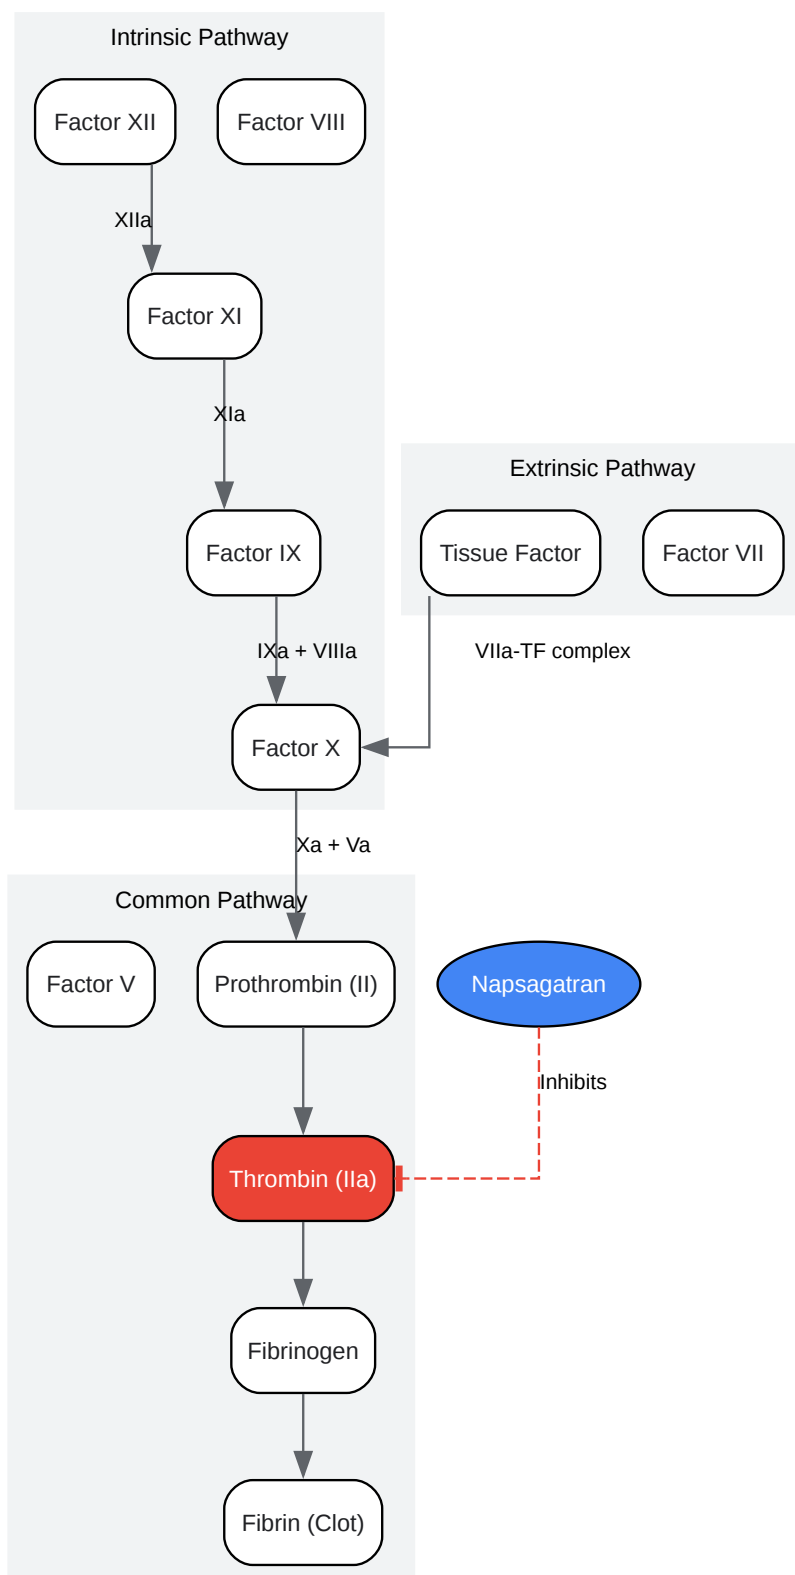 Intrinsic Pathway
Factor XII
Factor VIII
XIIa
Factor XI
XIa
Extrinsic Pathway
Factor IX
Tissue Factor
Factor VII
IXa + VIIIa
VIIa-TF complex
Factor X
Xa + Va
Common Pathway
Factor V
Prothrombin (II)
Napsagatran
Inhibits
Thrombin (IIa)
Fibrinogen
Fibrin (Clot)